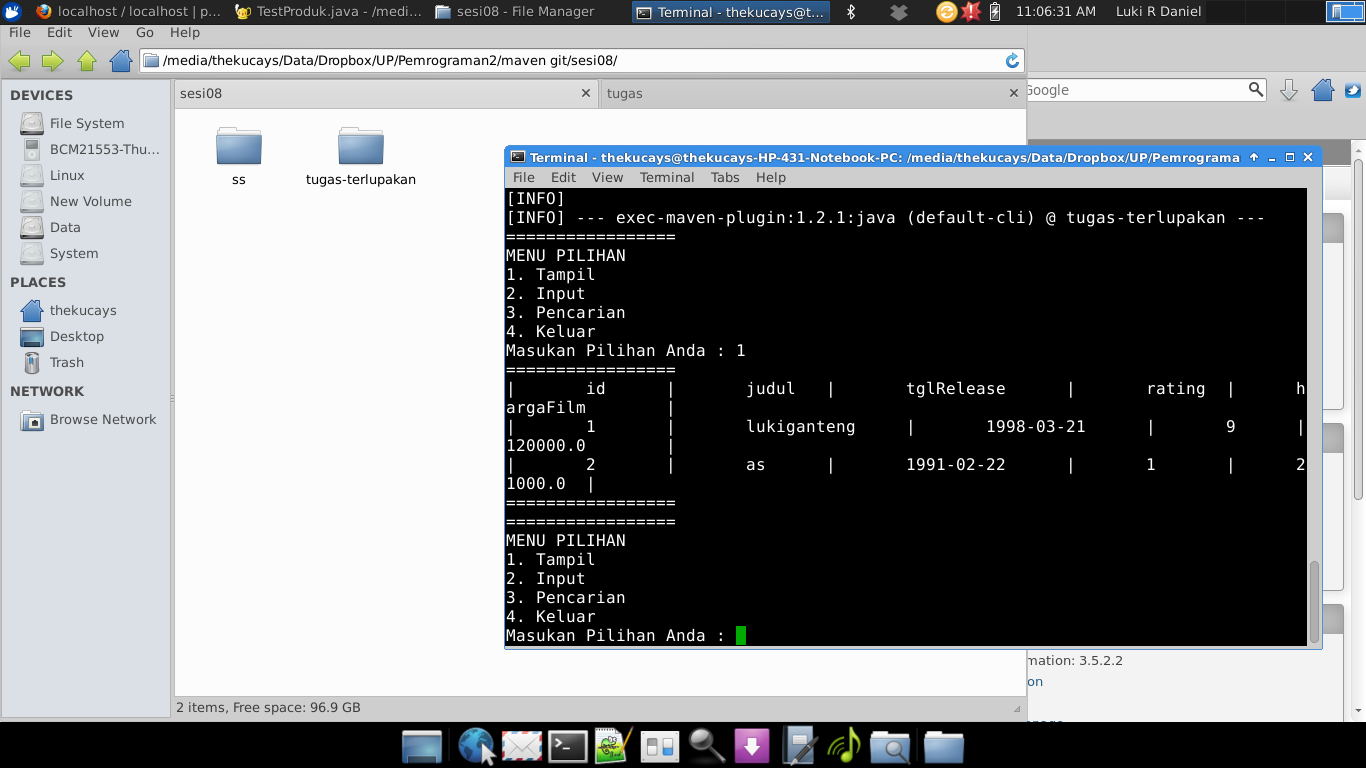 localhost / localhost | p...
TestProduk.java - /medi...
sesi08 - File Manager
Terminal - thekucays@t...
11:06:31 AM
Luki R Daniel
File Edit View Go Help
/media/thekucays/Data/Dropbox/UP/Pemrograman2/maven git/sesi08/
Google
DEVICES
File System
BCM21553-Thu...
Linux
New Volume
Data
System
PLACES
thekucays
Desktop
Trash
NETWORK
Browse Network
sesi08
tugas
ss
tugas-terlupakan
2 items, Free space: 96.9 GB
Terminal - thekucays@thekucays-HP-431-Notebook-PC: /media/thekucays/Data/Dropbox/UP/Pemrograma
File Edit View Terminal Tabs Help
[INFO]
[INFO] --- exec-maven-plugin:1.2.1:java (default-cli) @ tugas-terlupakan ---
=================
MENU PILIHAN
1. Tampil
2. Input
3. Pencarian
4. Keluar
Masukan Pilihan Anda : 1
=================
| id | judul | tglRelease | rating | h
argaFilm |
| 1 | lukiganteng | 1998-03-21 | 9 |
120000.0 |
| 2 | as | 1991-02-22 | 1 | 2
1000.0 |
=================
=================
MENU PILIHAN
1. Tampil
2. Input
3. Pencarian
4. Keluar
Masukan Pilihan Anda :
mation: 3.5.2.2
on